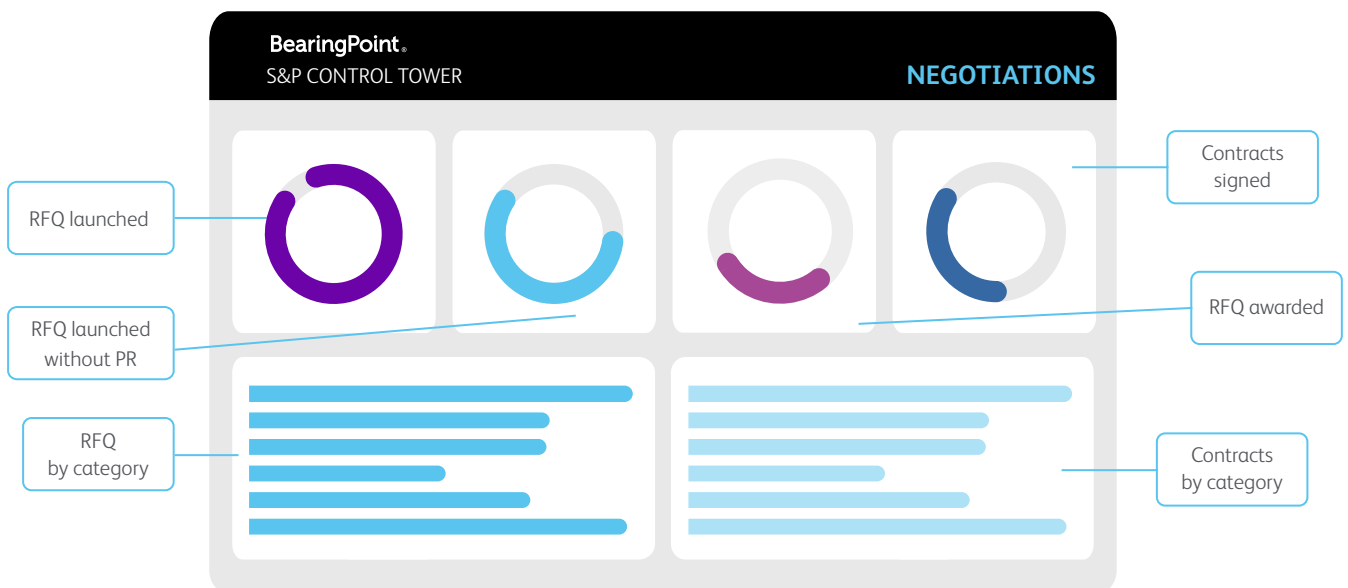 BearingPoint®
S&P CONTROL TOWER
NEGOTIATIONS
RFQ launched
RFQ launched
without PR
RFQ
by category
Contracts
signed
RFQ awarded
Contracts
by category